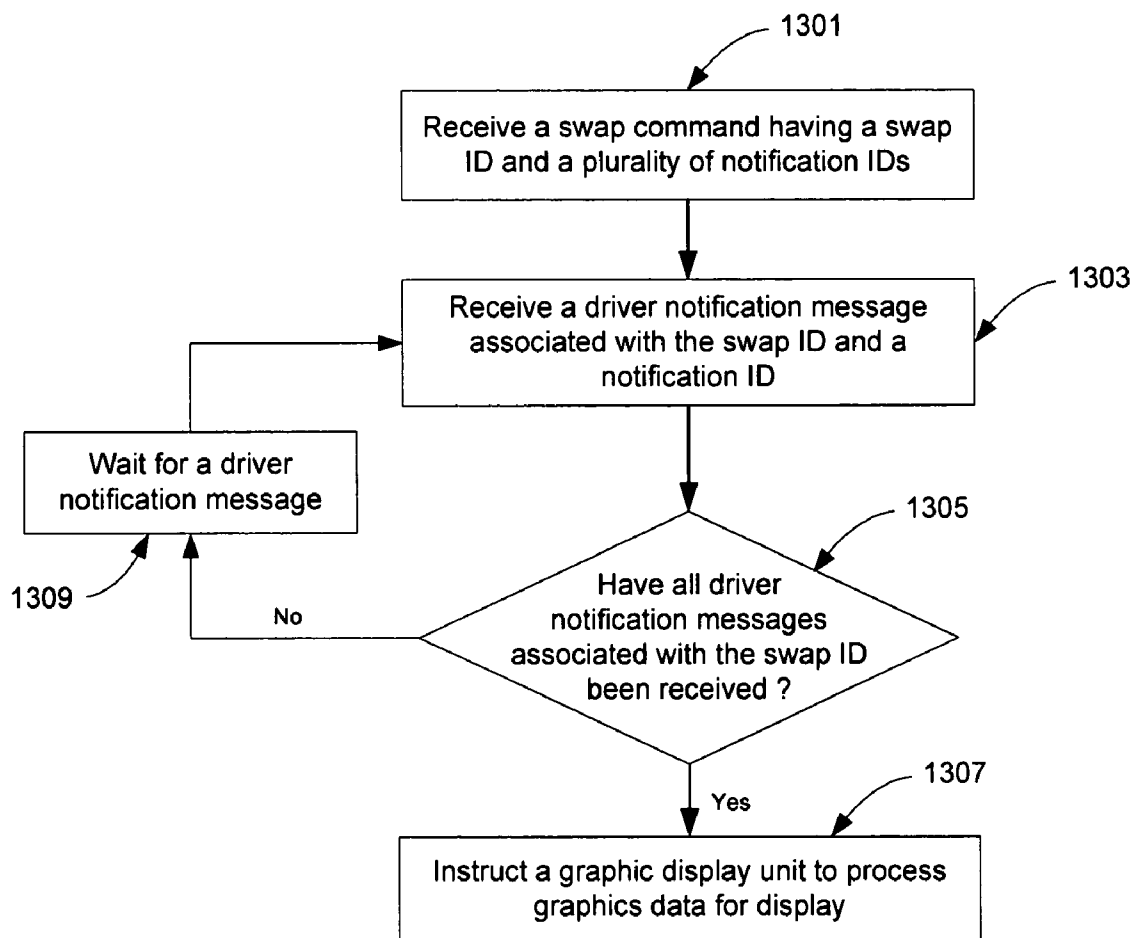 1301
Receive a swap command having a swap
ID and a plurality of notification IDs
1303
Receive a driver notification message
associated with the swap ID and a
notification ID
Wait for a driver
notification message
1309
1305
Have all driver
notification messages
associated with the swap ID
been received ?
No
Yes
1307
Instruct a graphic display unit to process
graphics data for display